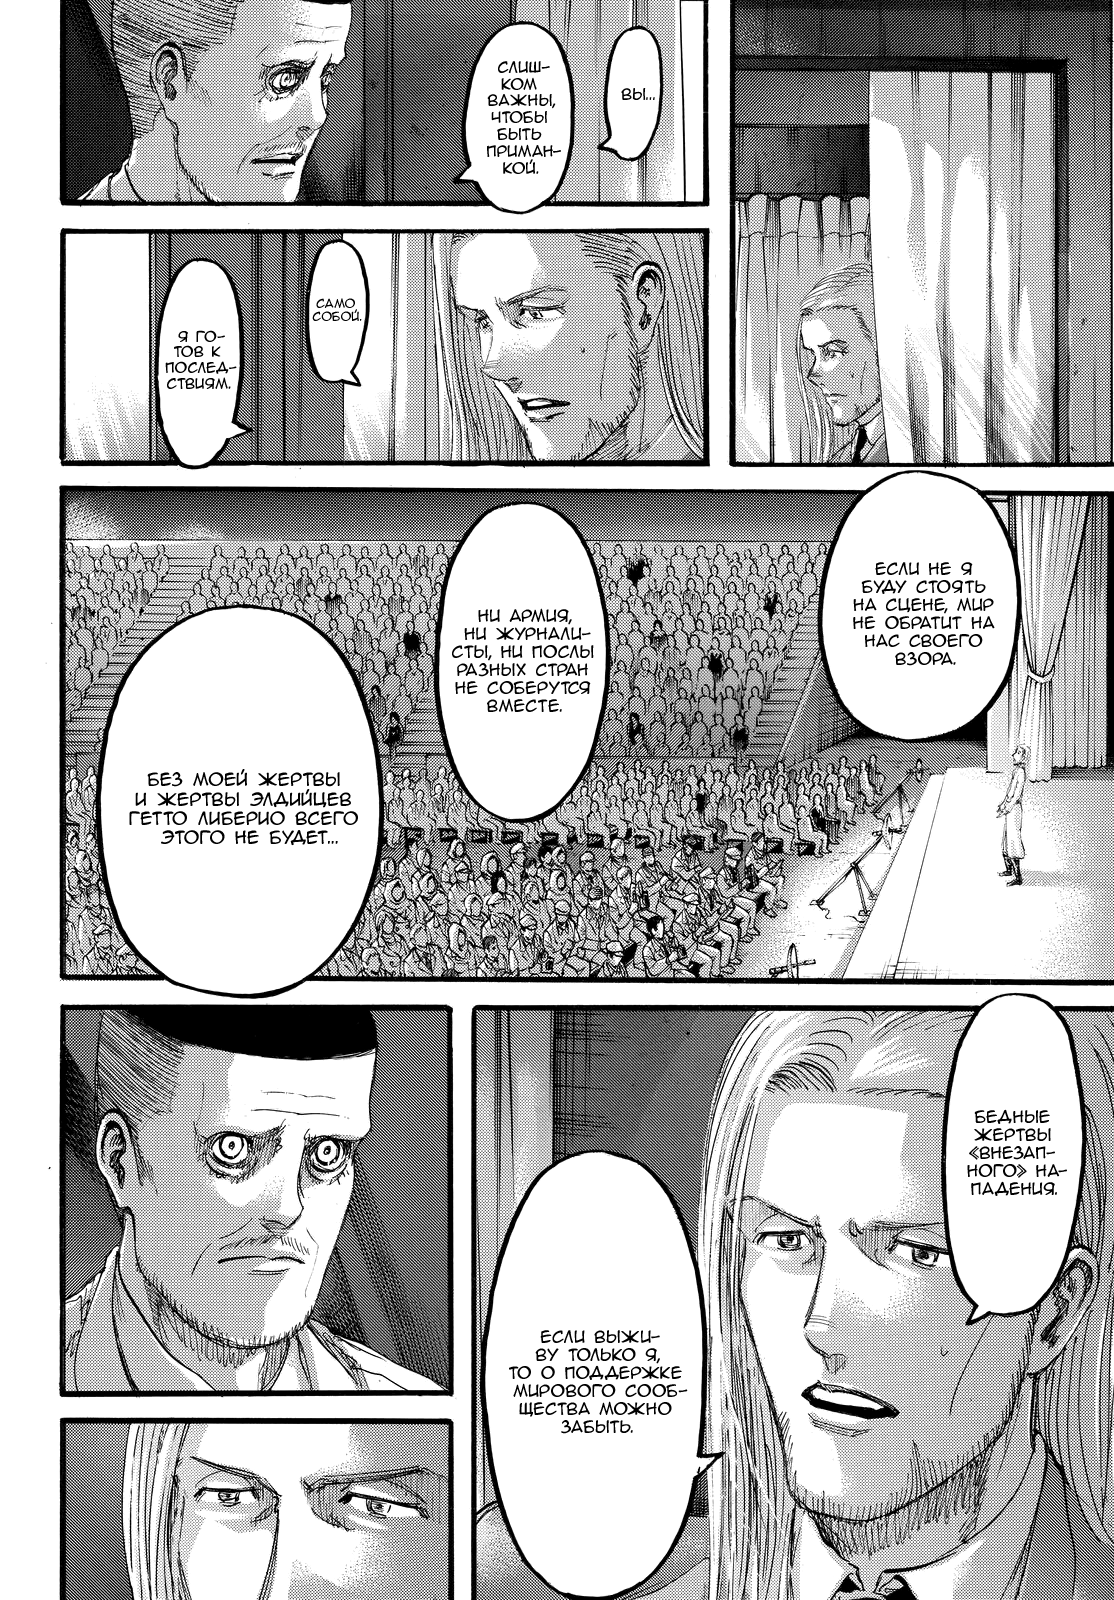 ВЫ...
СЛИШ-
КОМ
ВАЖНЫ,
ЧТОБЫ
БЫТЬ
ПРИМАН-
КОЙ.
САМО
СОБОЙ.
Я ГО-
ТОВ К
ПОСЛЕД-
СТВИЯМ.
ЕСЛИ НЕ Я
БУДУ СТОЯТЬ
НА СЦЕНЕ, МИР
НЕ ОБРАТИТ НА
НАС СВОЕГО
ВЗОРА.
НИ АРМИЯ,
НИ ЖУРНАЛИ-
СТЫ, НИ ПОСЛЫ
РАЗНЫХ СТРАН
НЕ СОБЕРУТСЯ
ВМЕСТЕ.
БЕЗ МОЕЙ ЖЕРТВЫ
И ЖЕРТВЫ ЭЛДИЙЦЕВ
ГЕТТО ЛИБЕРИО ВСЕГО
ЭТОГО НЕ БУДЕТ...
БЕДНЫЕ
ЖЕРТВЫ
«ВНЕЗАП-
НОГО» НА-
ПАДЕНИЯ.
ЕСЛИ ВЫЖИ-
ВУ ТОЛЬКО Я,
ТО О ПОДДЕРЖКЕ
МИРОВОГО СООБ-
ЩЕСТВА МОЖНО
ЗАБЫТЬ.